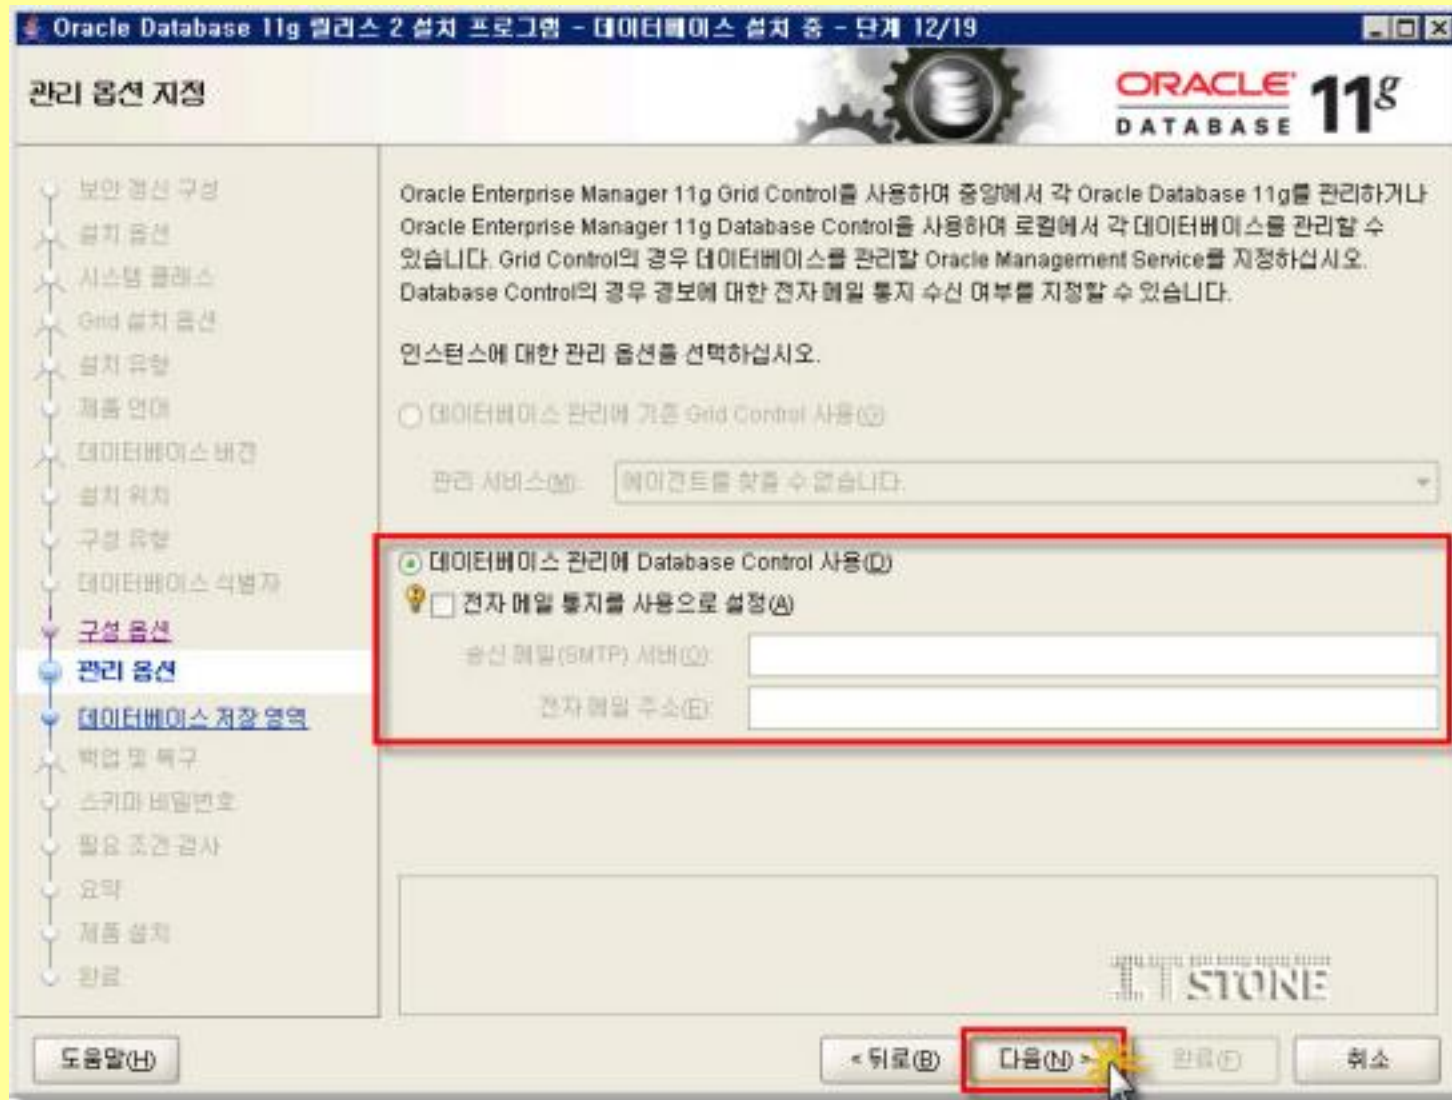 Oracle Database 11g 릴리스 2 설치 프로그램 - 데이터베이스 설치 중 - 단계 12/19
관리 옵션 지정
ORACLE
DATABASE
11g
보안 갱신 구성
설치 옵션
시스템 클래스
Grid 설치 옵션
설치 유형
제품 언어
데이터베이스 버전
설치 위치
구성 유형
데이터베이스 식별자
구성 옵션
관리 옵션
데이터베이스 저장 영역
백업 및 복구
스키마 비밀번호
필요 조건 검사
요약
제품 설치
완료
Oracle Enterprise Manager 11g Grid Control을 사용하여 중앙에서 각 Oracle Database 11g를 관리하거나
Oracle Enterprise Manager 11g Database Control을 사용하여 로컬에서 각 데이터베이스를 관리할 수
있습니다. Grid Control의 경우 데이터베이스를 관리할 Oracle Management Service를 지정하십시오.
Database Control의 경우 경보에 대한 전자 메일 통지 수신 여부를 지정할 수 있습니다.
인스턴스에 대한 관리 옵션을 선택하십시오.
데이터베이스 관리에 기존 Grid Control 사용(G)
관리 서비스(M):
에이전트를 찾을 수 없습니다.
데이터베이스 관리에 Database Control 사용(D)
전자 메일 통지를 사용으로 설정(A)
송신 메일(SMTP) 서버(O):
전자 메일 주소(E):
IT STONE
도움말(H)
< 뒤로(B)
다음(N) >
완료(F)
취소